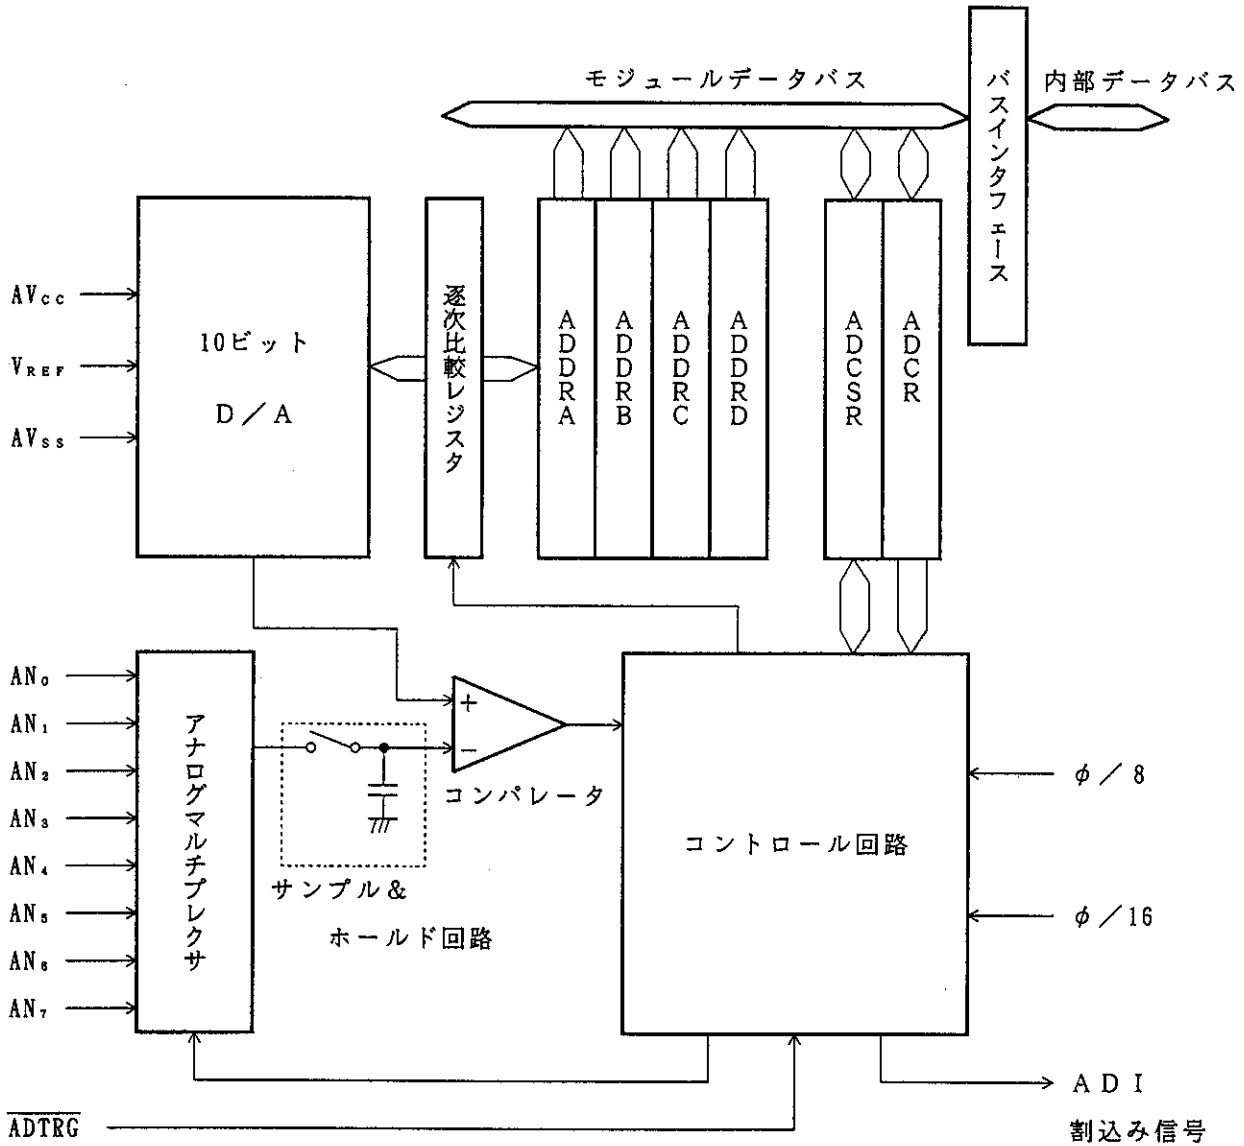 モジュールデータバス
バスインタフェース
内部データバス
AVcc
VREF
AVss
10ビット
D/A
逐次比較レジスタ
ADDRA
ADDRB
ADDRC
ADDRD
ADCSR
ADCR
AN₀
AN₁
AN₂
AN₃
AN₄
AN₅
AN₆
AN₇
アナログマルチプレクサ
+
−
コンパレータ
サンプル&
ホールド回路
コントロール回路
φ/8
φ/16
ADTRG
ADI
割込み信号